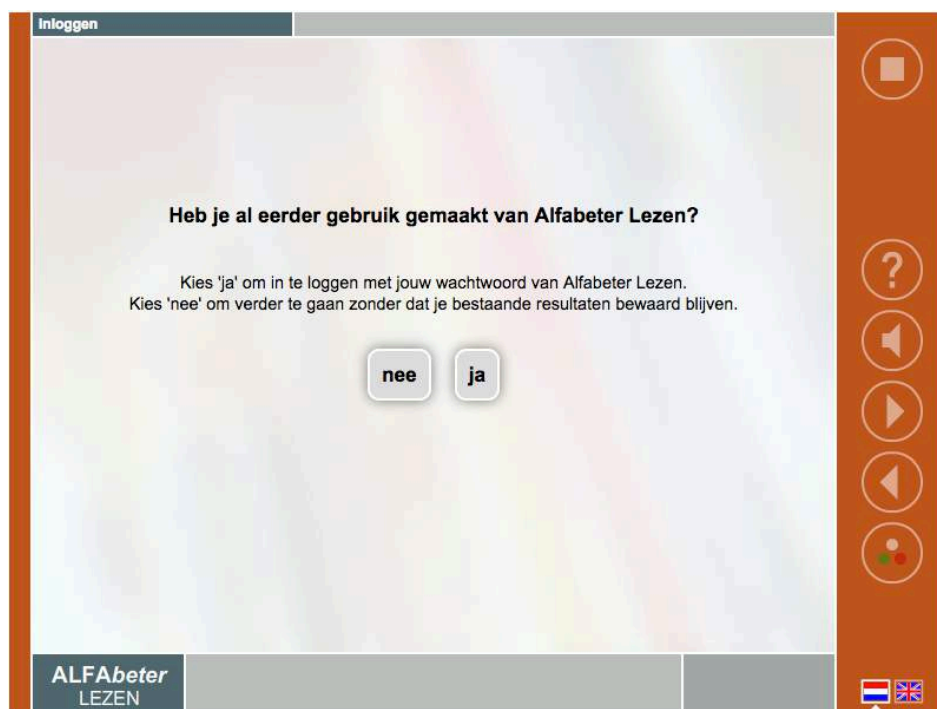 Inloggen
Heb je al eerder gebruik gemaakt van Alfabeter Lezen?
Kies 'ja' om in te loggen met jouw wachtwoord van Alfabeter Lezen.
Kies 'nee' om verder te gaan zonder dat je bestaande resultaten bewaard blijven.
nee ja
?
ALFAbeter
LEZEN